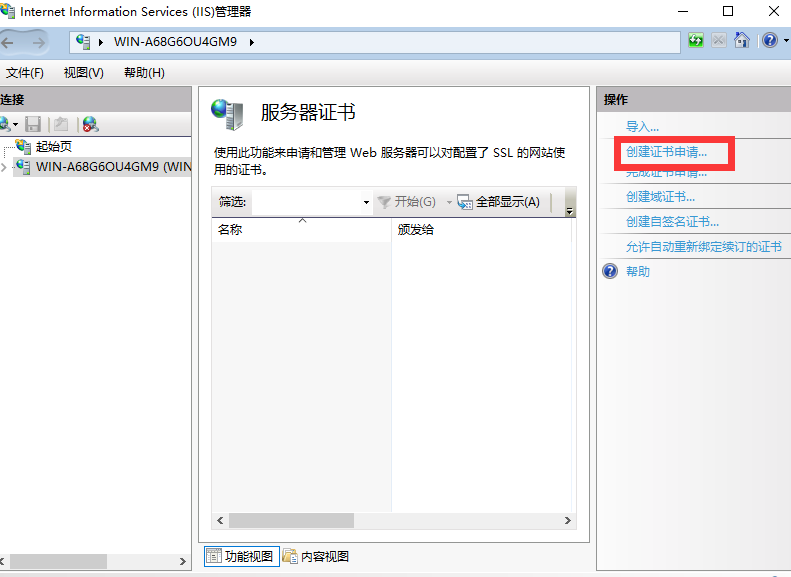 Internet Information Services (IIS)管理器
WIN-A68G6OU4GM9
文件(F) 视图(V) 帮助(H)
连接
起始页
WIN-A68G6OU4GM9 (WIN
服务器证书
使用此功能来申请和管理 Web 服务器可以对配置了 SSL 的网站使
用的证书。
筛选: 开始(G) 全部显示(A)
名称 颁发给
功能视图 内容视图
操作
导入...
创建证书申请...
完成证书申请...
创建域证书...
创建自签名证书...
允许自动重新绑定续订的证书
帮助